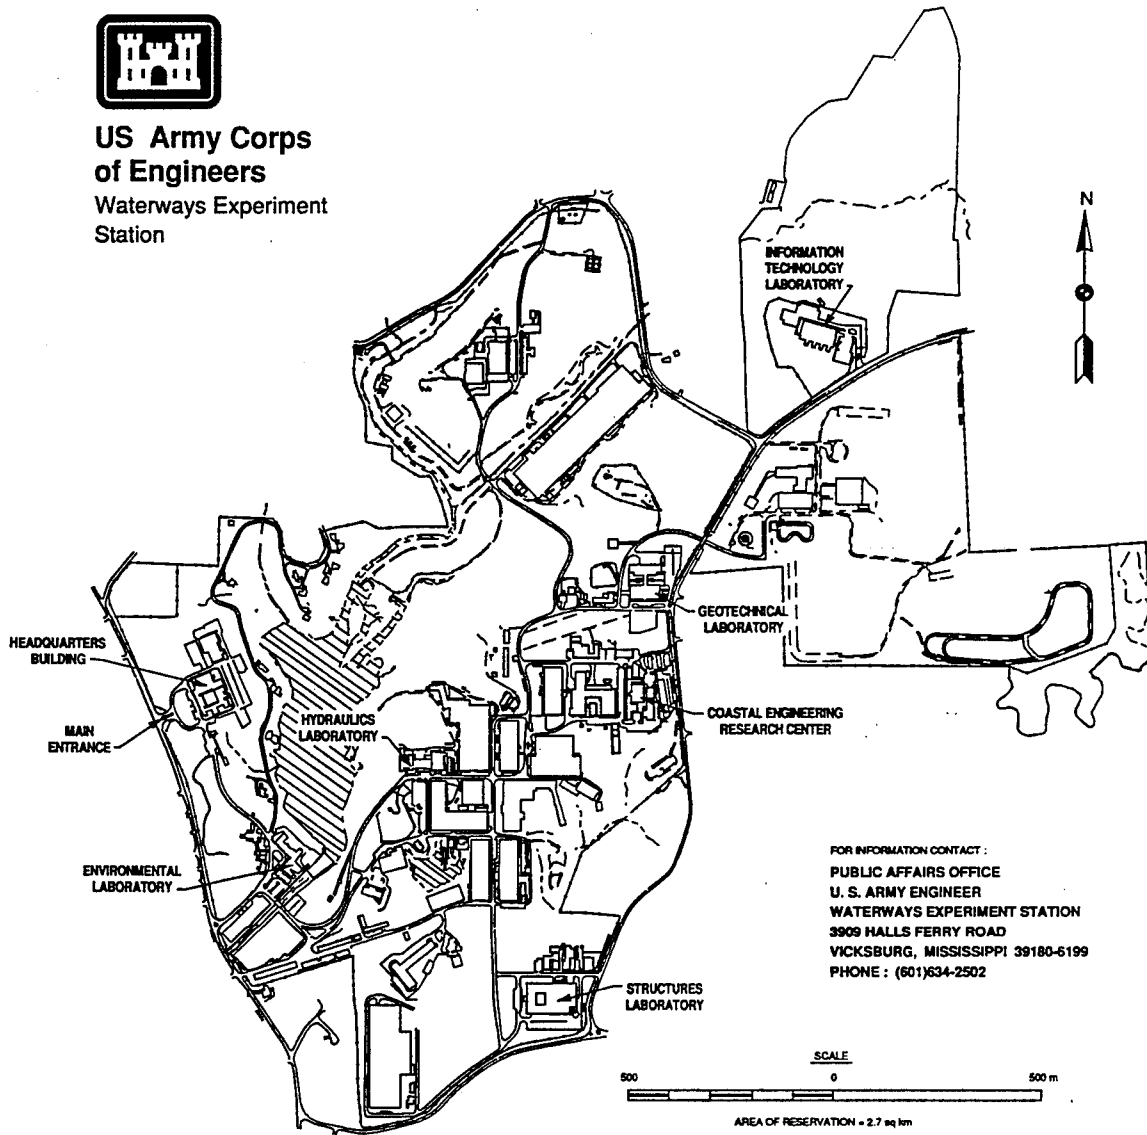 US Army Corps
of Engineers
Waterways Experiment
Station
N
INFORMATION
TECHNOLOGY
LABORATORY
GEOTECHNICAL
LABORATORY
HEADQUARTERS
BUILDING
MAIN
ENTRANCE
HYDRAULICS
LABORATORY
COASTAL ENGINEERING
RESEARCH CENTER
ENVIRONMENTAL
LABORATORY
STRUCTURES
LABORATORY
FOR INFORMATION CONTACT :
PUBLIC AFFAIRS OFFICE
U. S. ARMY ENGINEER
WATERWAYS EXPERIMENT STATION
3909 HALLS FERRY ROAD
VICKSBURG, MISSISSIPPI 39180-6199
PHONE : (601)634-2502
SCALE
500 0 500 m
AREA OF RESERVATION = 2.7 sq km